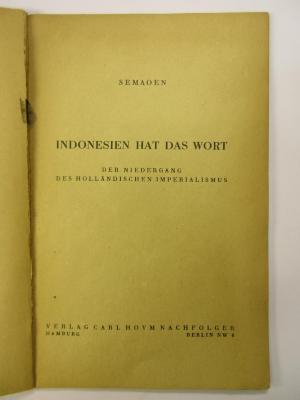 SEMAOEN
INDONESIEN HAT DAS WORT
DER NIEDERGANG
DES HOLLÄNDISCHEN IMPERIALISMUS
VERLAG CARL HOYM NACHFOLGER
HAMBURG BERLIN NW 6